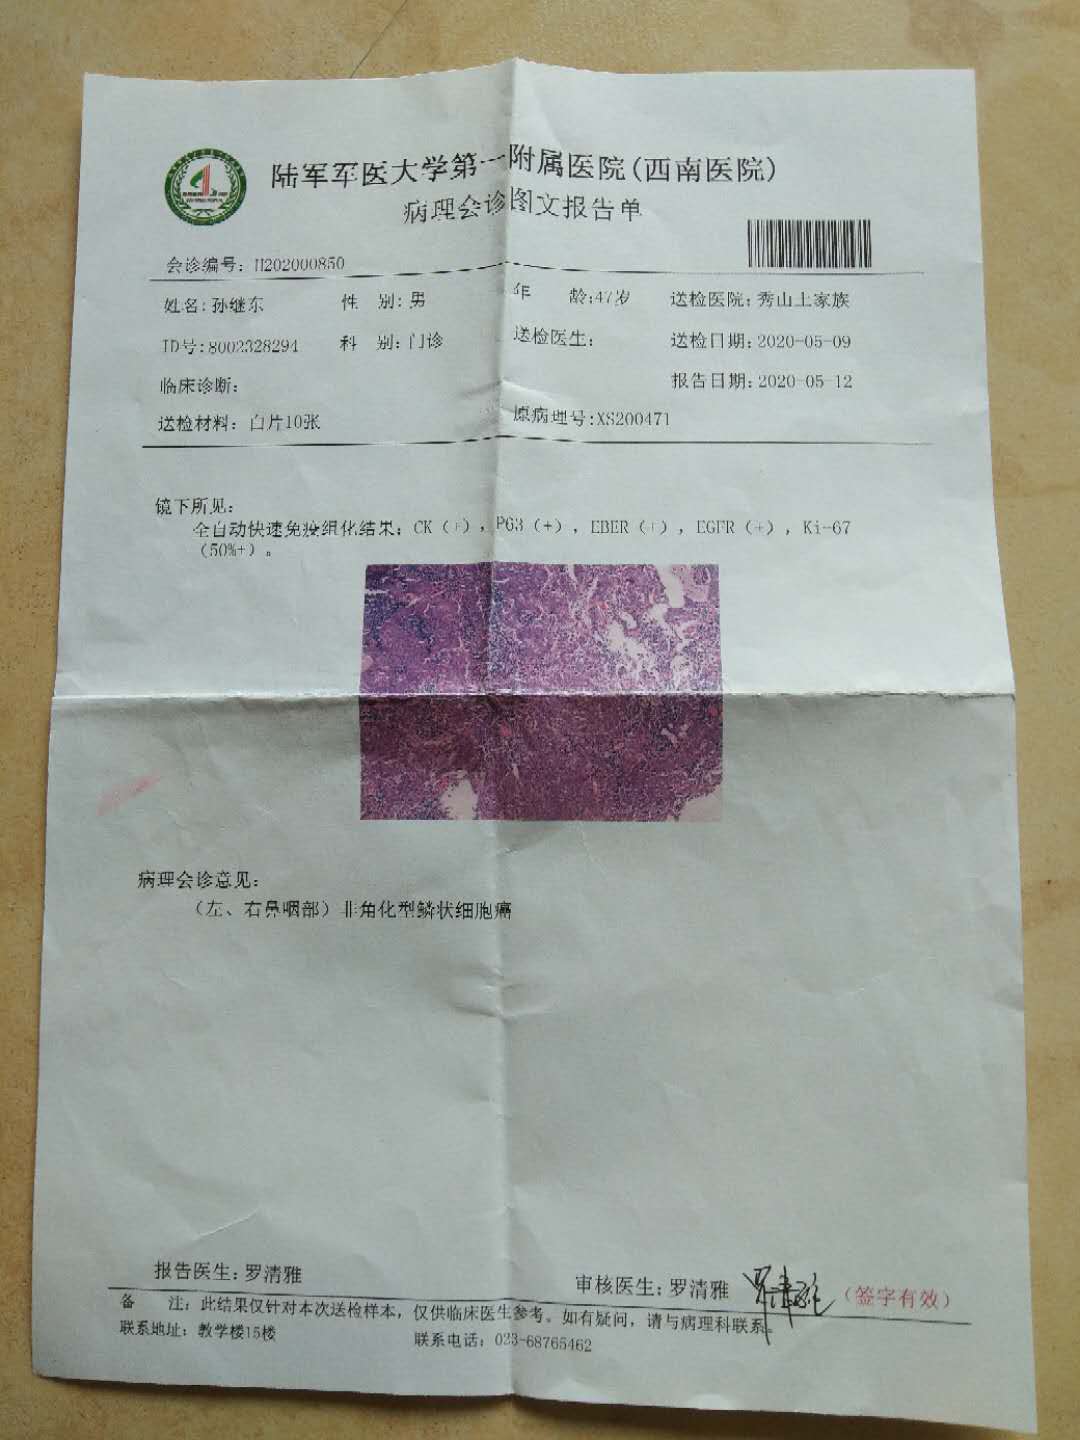 陆军军医大学第一附属医院(西南医院)
病理会诊图文报告单
会诊编号: H202000850
姓名:孙继东 性 别:男 年 龄:47岁 送检医院:秀山土家族
ID号:8002328294 科 别:门诊 送检医生: 送检日期:2020-05-09
临床诊断: 报告日期:2020-05-12
送检材料: 白片10张 原病理号:XS200471
镜下所见:
全自动快速免疫组化结果: CK (+) , P63 (+) , EBER (+) , EGFR (+) , Ki-67
(50%+) 。
病理会诊意见:
(左、右鼻咽部) 非角化型鳞状细胞癌
报告医生: 罗清雅 审核医生: 罗清雅 罗清雅 (签字有效)
备 注: 此结果仅针对本次送检样本, 仅供临床医生参考。如有疑问, 请与病理科联系。
联系地址: 教学楼15楼 联系电话: 023-68765462